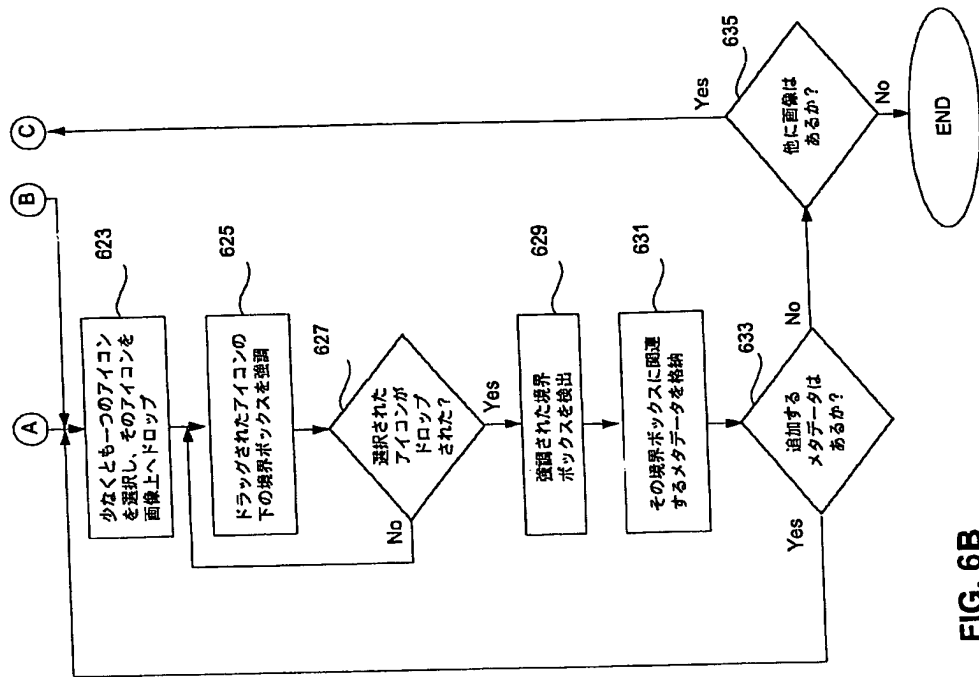 A
B
C
623
少なくとも一つのアイコン
を選択し、そのアイコンを
画像上へドロップ
625
ドラッグされたアイコンの
下の境界ボックスを強調
627
選択された
アイコンが
ドロップ
された?
No
Yes
629
強調された境界
ボックスを検出
631
その境界ボックスに関連
するメタデータを格納
633
追加する
メタデータは
あるか?
Yes
No
635
他に画像は
あるか?
Yes
No
END
FIG. 6B